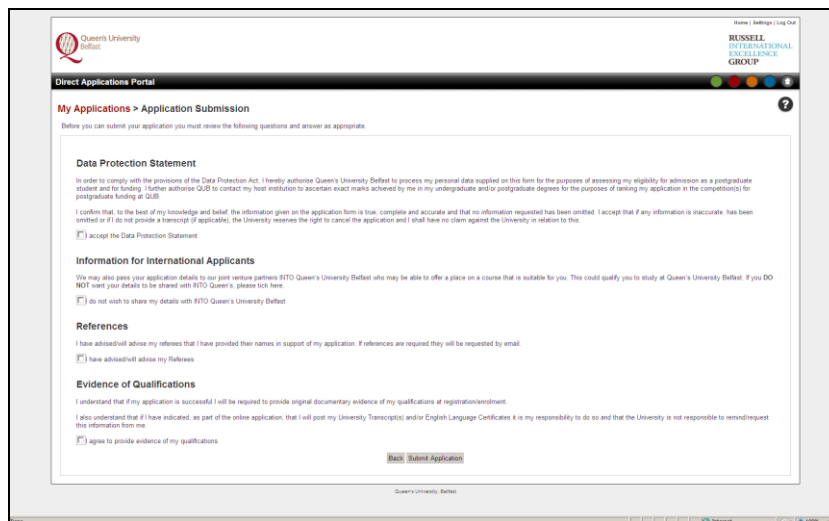 Home | Settings | Log Out
Queen's University
Belfast
RUSSELL
INTERNATIONAL
EXCELLENCE
GROUP
Direct Applications Portal
My Applications > Application Submission
?
Before you can submit your application you must review the following questions and answer as appropriate.
Data Protection Statement
In order to comply with the provisions of the Data Protection Act. I hereby authorise Queen's University Belfast to process my personal data supplied on this form for the purposes of assessing my eligibility for admission as a postgraduate
student and for funding. I further authorise QUB to contact my host institution to ascertain exact marks achieved by me in my undergraduate and/or postgraduate degrees for the purposes of ranking my application in the competition(s) for
postgraduate funding at QUB.
I confirm that, to the best of my knowledge and belief, the information given on the application form is true, complete and accurate and that no information requested has been omitted. I accept that if any information is inaccurate, has been
omitted or if I do not provide a transcript (if applicable), the University reserves the right to cancel the application and I shall have no claim against the University in relation to this.
I accept the Data Protection Statement
Information for International Applicants
We may also pass your application details to our joint venture partners INTO Queen's University Belfast who may be able to offer a place on a course that is suitable for you. This could qualify you to study at Queen's University Belfast. If you DO
NOT want your details to be shared with INTO Queen's, please tick here.
I do not wish to share my details with INTO Queen's University Belfast
References
I have advised/will advise my referees that I have provided their names in support of my application. If references are required they will be requested by email.
I have advised/will advise my Referees
Evidence of Qualifications
I understand that if my application is successful I will be required to provide original documentary evidence of my qualifications at registration/enrolment.
I also understand that if I have indicated, as part of the online application, that I will post my University Transcript(s) and/or English Language Certificates it is my responsibility to do so and that the University is not responsible to remind/request
this information from me.
I agree to provide evidence of my qualifications
Back Submit Application
Queen's University, Belfast